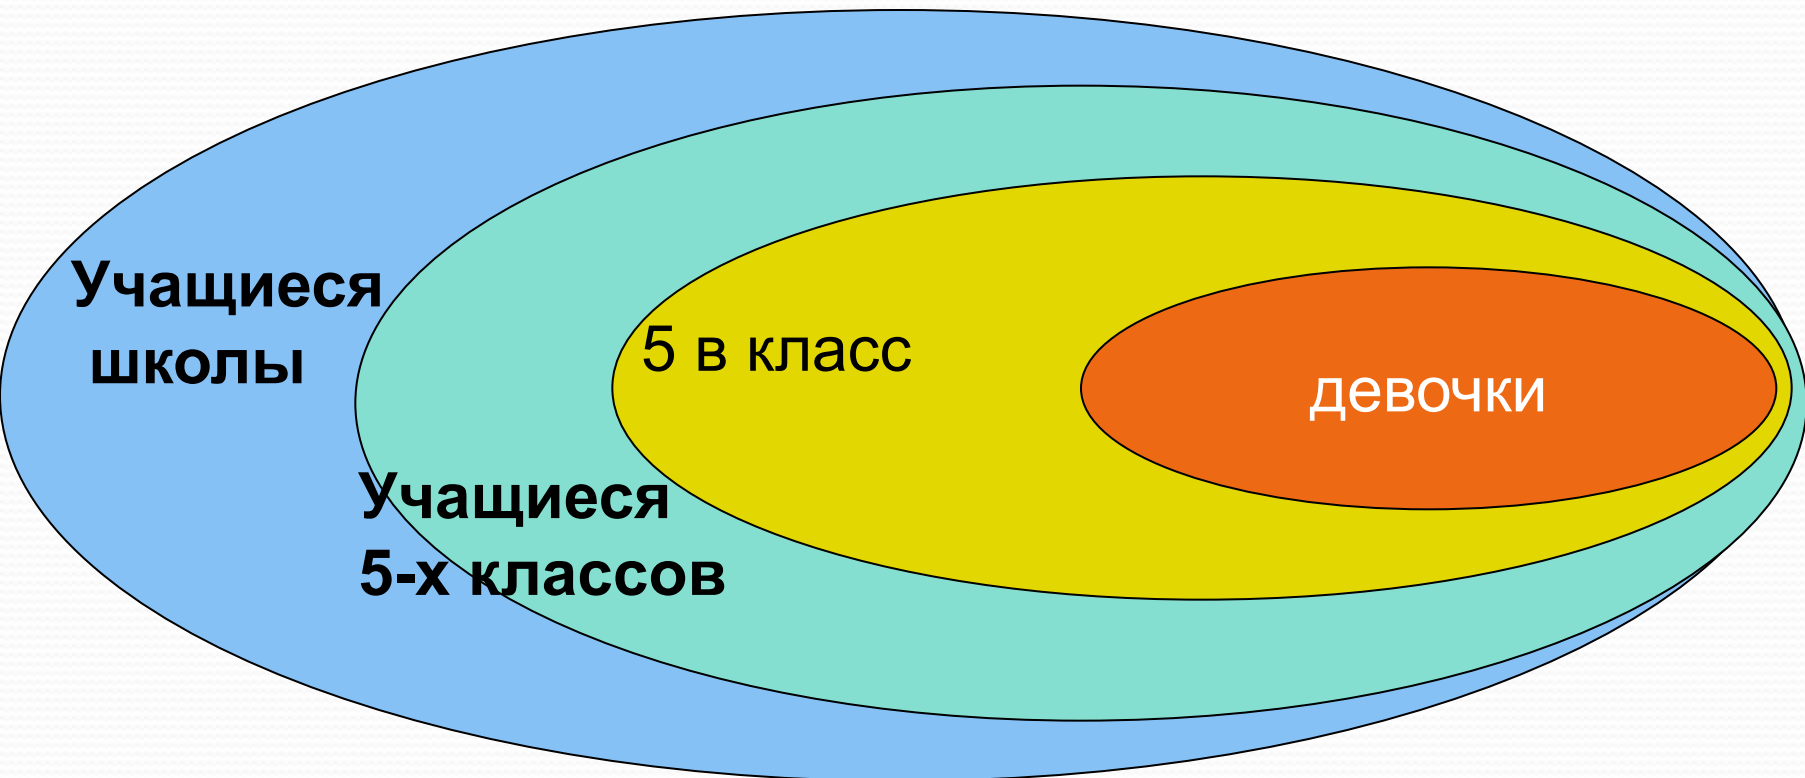 Учащиеся
школы
5 в класс
девочки
Учащиеся
5-х классов